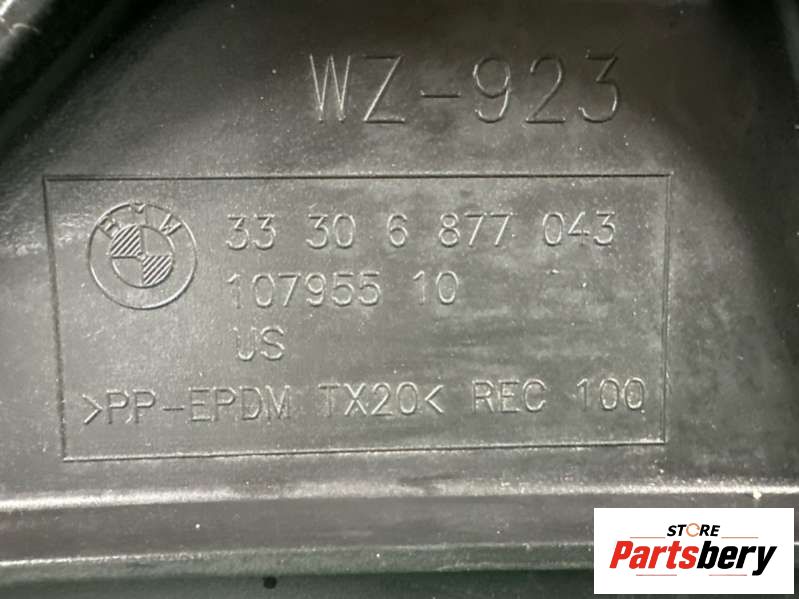 WZ-923
BMW
33 30 6 877 043
107955 10
US
>PP-EPDM TX20< REC 100
STORE
Partsbery